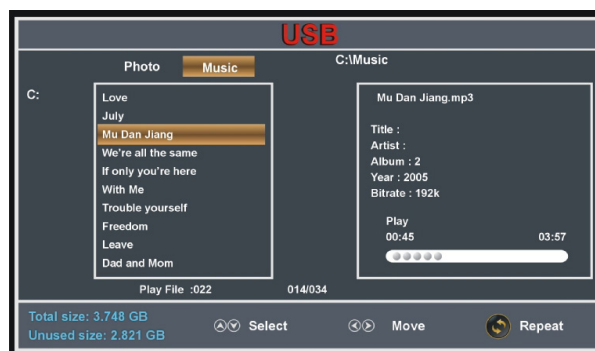 USB
Photo Music C:\Music
C:
Love
July
Mu Dan Jiang
We're all the same
If only you're here
With Me
Trouble yourself
Freedom
Leave
Dad and Mom
Mu Dan Jiang.mp3
Title :
Artist :
Album : 2
Year : 2005
Bitrate : 192k
Play
00:45 03:57
Play File :022 014/034
Total size: 3.748 GB
Unused size: 2.821 GB
Select Move Repeat